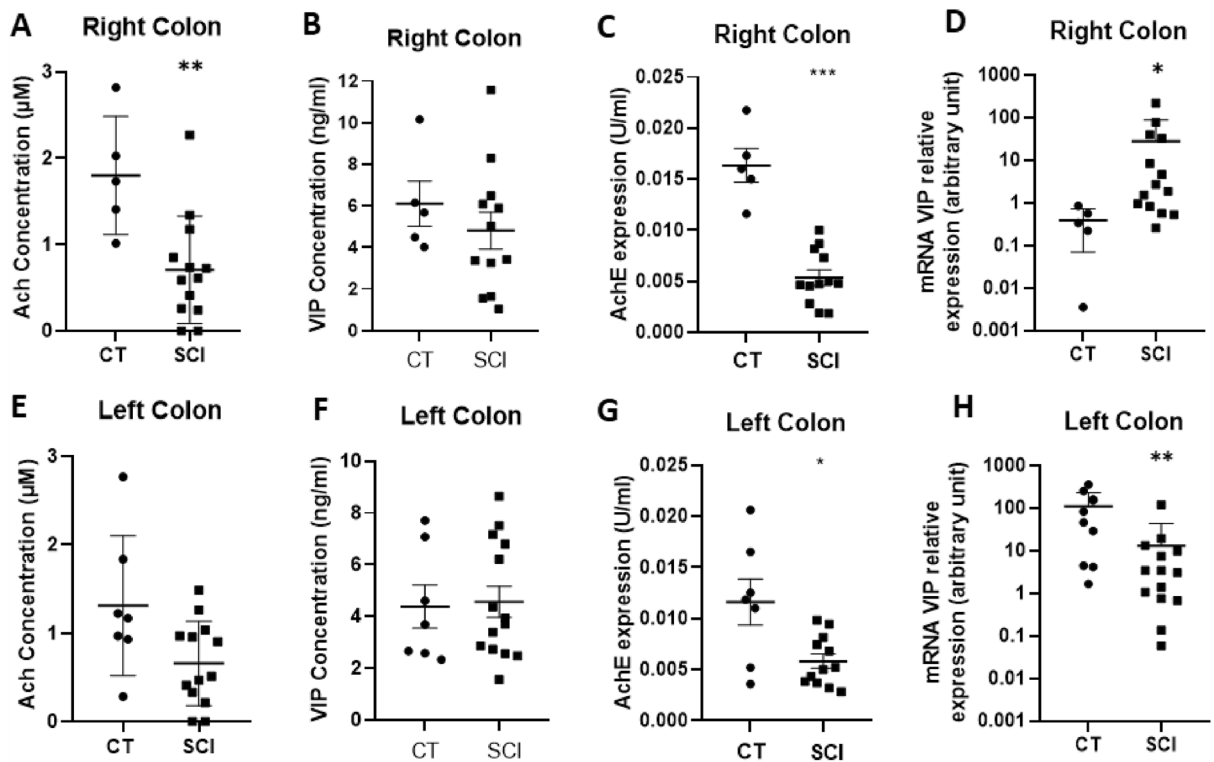 A
Right Colon
**
Ach Concentration (µM)
3
2
1
0
CT
SCI
B
Right Colon
VIP Concentration (ng/ml)
12
10
8
6
4
2
0
CT
SCI
C
Right Colon
***
AchE expression (U/ml)
0.025
0.020
0.015
0.010
0.005
0.000
CT
SCI
D
Right Colon
*
mRNA VIP relative
expression (arbitrary unit)
1000
100
10
1
0.1
0.01
0.001
CT
SCI
E
Left Colon
Ach Concentration (µM)
3
2
1
0
CT
SCI
F
Left Colon
VIP Concentration (ng/ml)
10
8
6
4
2
0
CT
SCI
G
Left Colon
*
AchE expression (U/ml)
0.025
0.020
0.015
0.010
0.005
0.000
CT
SCI
H
Left Colon
**
mRNA VIP relative
expression (arbitrary unit)
1000
100
10
1
0.1
0.01
0.001
CT
SCI